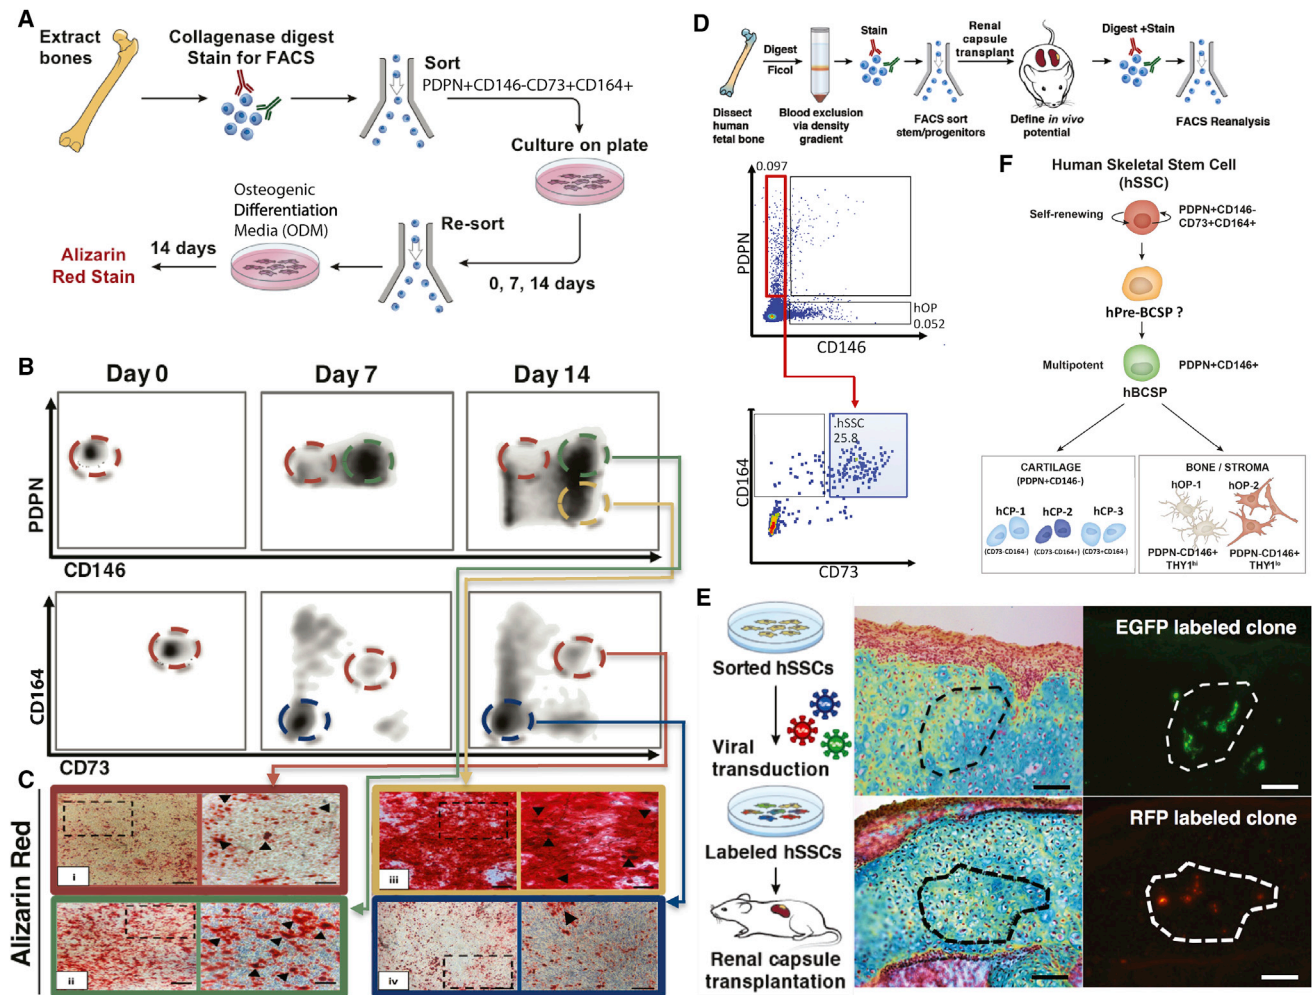 A
Extract
bones
Collagenase digest
Stain for FACS
Sort
PDPN+CD146-CD73+CD164+
Culture on plate
Osteogenic
Differentiation
Media (ODM)
Re-sort
Alizarin
Red Stain
14 days
0, 7, 14 days
B
Day 0
Day 7
Day 14
PDPN
CD146
CD164
CD73
C
Alizarin Red
i
ii
iii
iv
D
Digest
Ficol
Stain
Renal
capsule
transplant
Digest +Stain
Dissect
human
fetal bone
Blood exclusion
via density
gradient
FACS sort
stem/progenitors
Define in vivo
potential
FACS Reanalysis
0.097
PDPN
hOP
0.052
CD146
.hSSC
25.8
CD164
CD73
E
Sorted hSSCs
Viral
transduction
Labeled hSSCs
Renal capsule
transplantation
EGFP labeled clone
RFP labeled clone
F
Human Skeletal Stem Cell
(hSSC)
Self-renewing
PDPN+CD146-
CD73+CD164+
hPre-BCSP ?
Multipotent
PDPN+CD146+
hBCSP
CARTILAGE
(PDPN+CD146-)
hCP-1
hCP-2
hCP-3
(CD73-CD164-)
(CD73-CD164+)
(CD73+CD164-)
BONE / STROMA
hOP-1
hOP-2
PDPN-CD146+
THY1hi
PDPN-CD146+
THY1lo